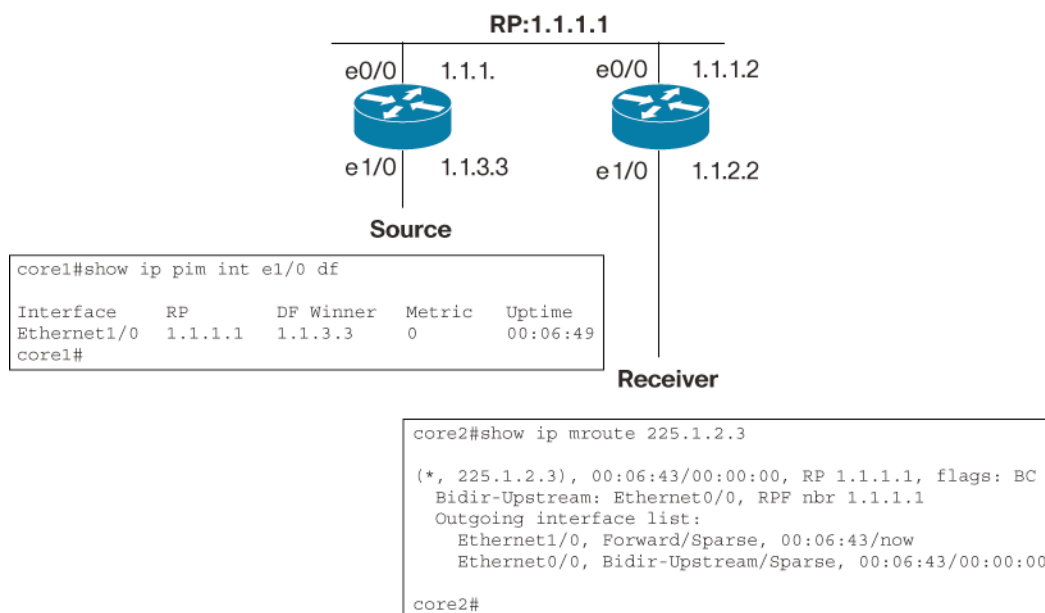 RP:1.1.1.1
e0/0 1.1.1. e0/0 1.1.1.2
e1/0 1.1.3.3 e1/0 1.1.2.2
Source
core1#show ip pim int e1/0 df
Interface RP DF Winner Metric Uptime
Ethernet1/0 1.1.1.1 1.1.3.3 0 00:06:49
core1#
Receiver
core2#show ip mroute 225.1.2.3
(*, 225.1.2.3), 00:06:43/00:00:00, RP 1.1.1.1, flags: BC
Bidir-Upstream: Ethernet0/0, RPF nbr 1.1.1.1
Outgoing interface list:
Ethernet1/0, Forward/Sparse, 00:06:43/now
Ethernet0/0, Bidir-Upstream/Sparse, 00:06:43/00:00:00
core2#